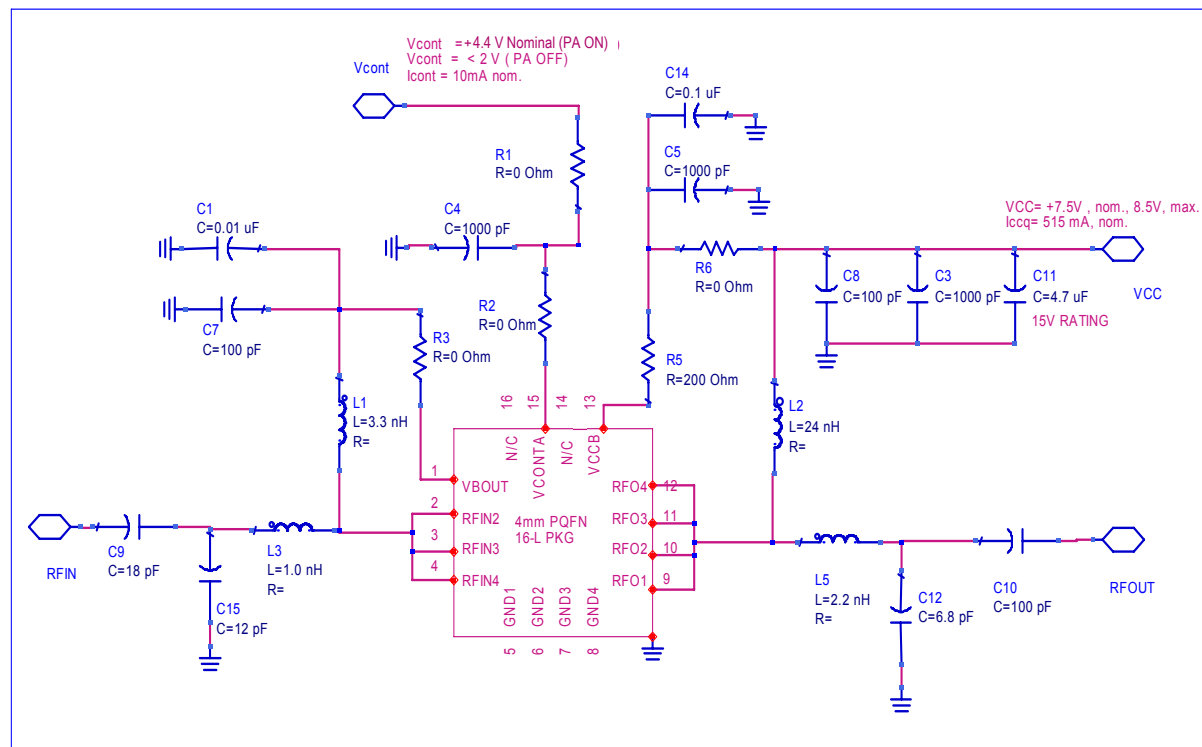 Vcont =+4.4 V Nominal (PA ON) )
Vcont = < 2 V ( PA OFF)
Icont = 10mA nom.
Vcont
C14
C=0.1 uF
R1
R=0 Ohm
C5
C=1000 pF
C1
C=0.01 uF
C4
C=1000 pF
VCC= +7.5V , nom., 8.5V, max.
Iccq= 515 mA, nom.
R6
R=0 Ohm
C8
C=100 pF
C3
C=1000 pF
C11
C=4.7 uF
15V RATING
VCC
C7
C=100 pF
R3
R=0 Ohm
R2
R=0 Ohm
R5
R=200 Ohm
L1
L=3.3 nH
R=
L2
L=24 nH
R=
16
15
14
13
N/C
VCONTA
N/C
VCCB
1
VBOUT
2
RFIN2
3
RFIN3
4
RFIN4
4mm PQFN
16-L PKG
RFO4
12
RFO3
11
RFO2
10
RFO1
9
GND1
GND2
GND3
GND4
5
6
7
8
RFIN
C9
C=18 pF
L3
L=1.0 nH
R=
C15
C=12 pF
L5
L=2.2 nH
R=
C12
C=6.8 pF
C10
C=100 pF
RFOUT